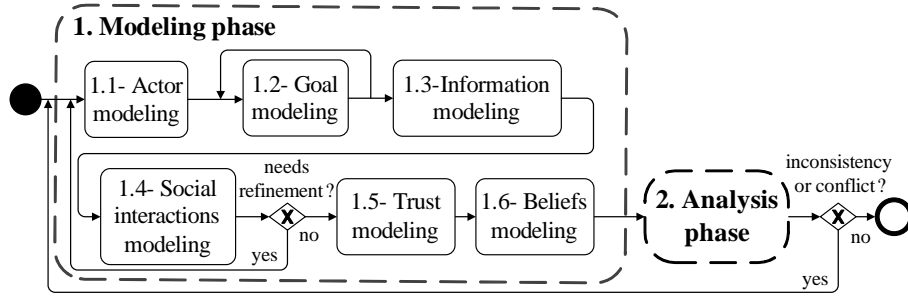 1. Modeling phase
1.1- Actor
modeling
1.2- Goal
modeling
1.3-Information
modeling
1.4- Social
interactions
modeling
needs
refinement?
X
yes
no
1.5- Trust
modeling
1.6- Beliefs
modeling
2. Analysis
phase
inconsistency
or conflict?
X
no
yes